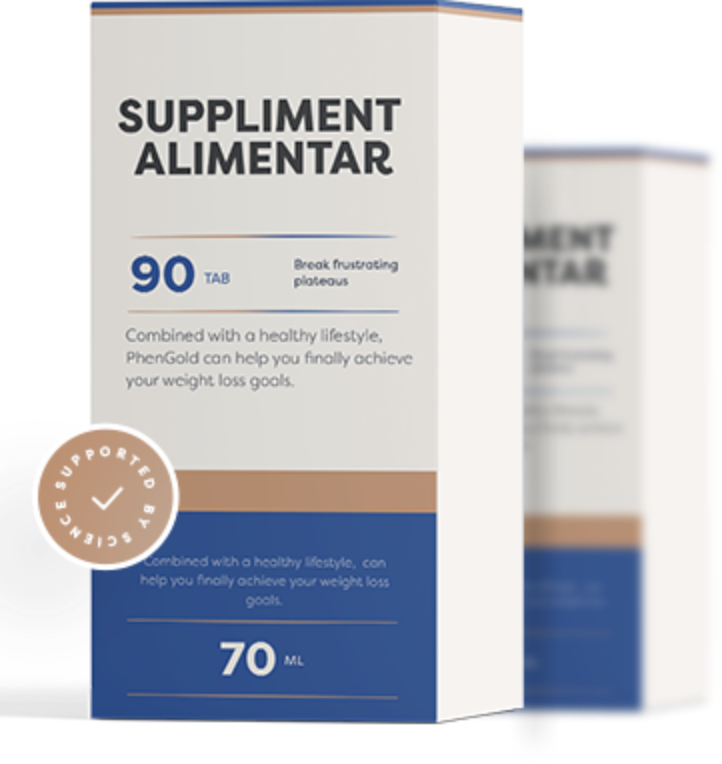 SUPPLIMENT
ALIMENTAR
90 TAB
Break frustrating
plateaus
Combined with a healthy lifestyle,
PhenGold can help you finally achieve
your weight loss goals.
SUPPORTED BY SCIENCE
Combined with a healthy lifestyle, can
help you finally achieve your weight loss
goals.
70 ML
MENT
NTAR